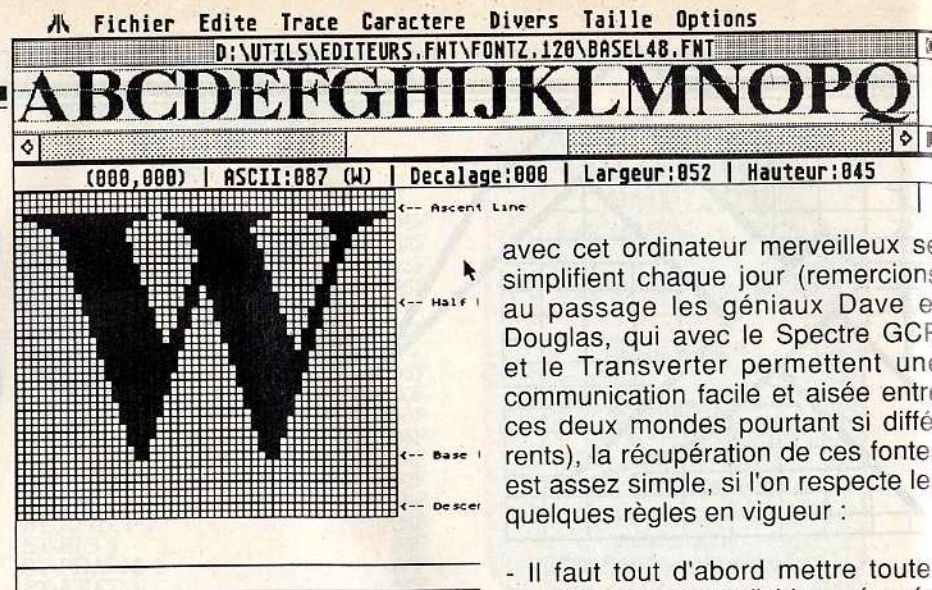 Fichier Edite Trace Caractere Divers Taille Options
D:\UTILS\EDITEURS.FNT\FONTZ.120\BASEL48.FNT
ABCDEFGHIJKLMNOPQ
(000,000) | ASCII:087 (W) | Decalage:000 | Largeur:052 | Hauteur:045
<-- Ascent Line
<-- Half
<-- Base
<-- Descer
W
avec cet ordinateur merveilleux se
simplifient chaque jour (remercions
au passage les géniaux Dave e
Douglas, qui avec le Spectre GCR
et le Transverter permettent une
communication facile et aisée entre
ces deux mondes pourtant si diffé
rents), la récupération de ces fonte
est assez simple, si l'on respecte le
quelques règles en vigueur :
- Il faut tout d'abord mettre toute